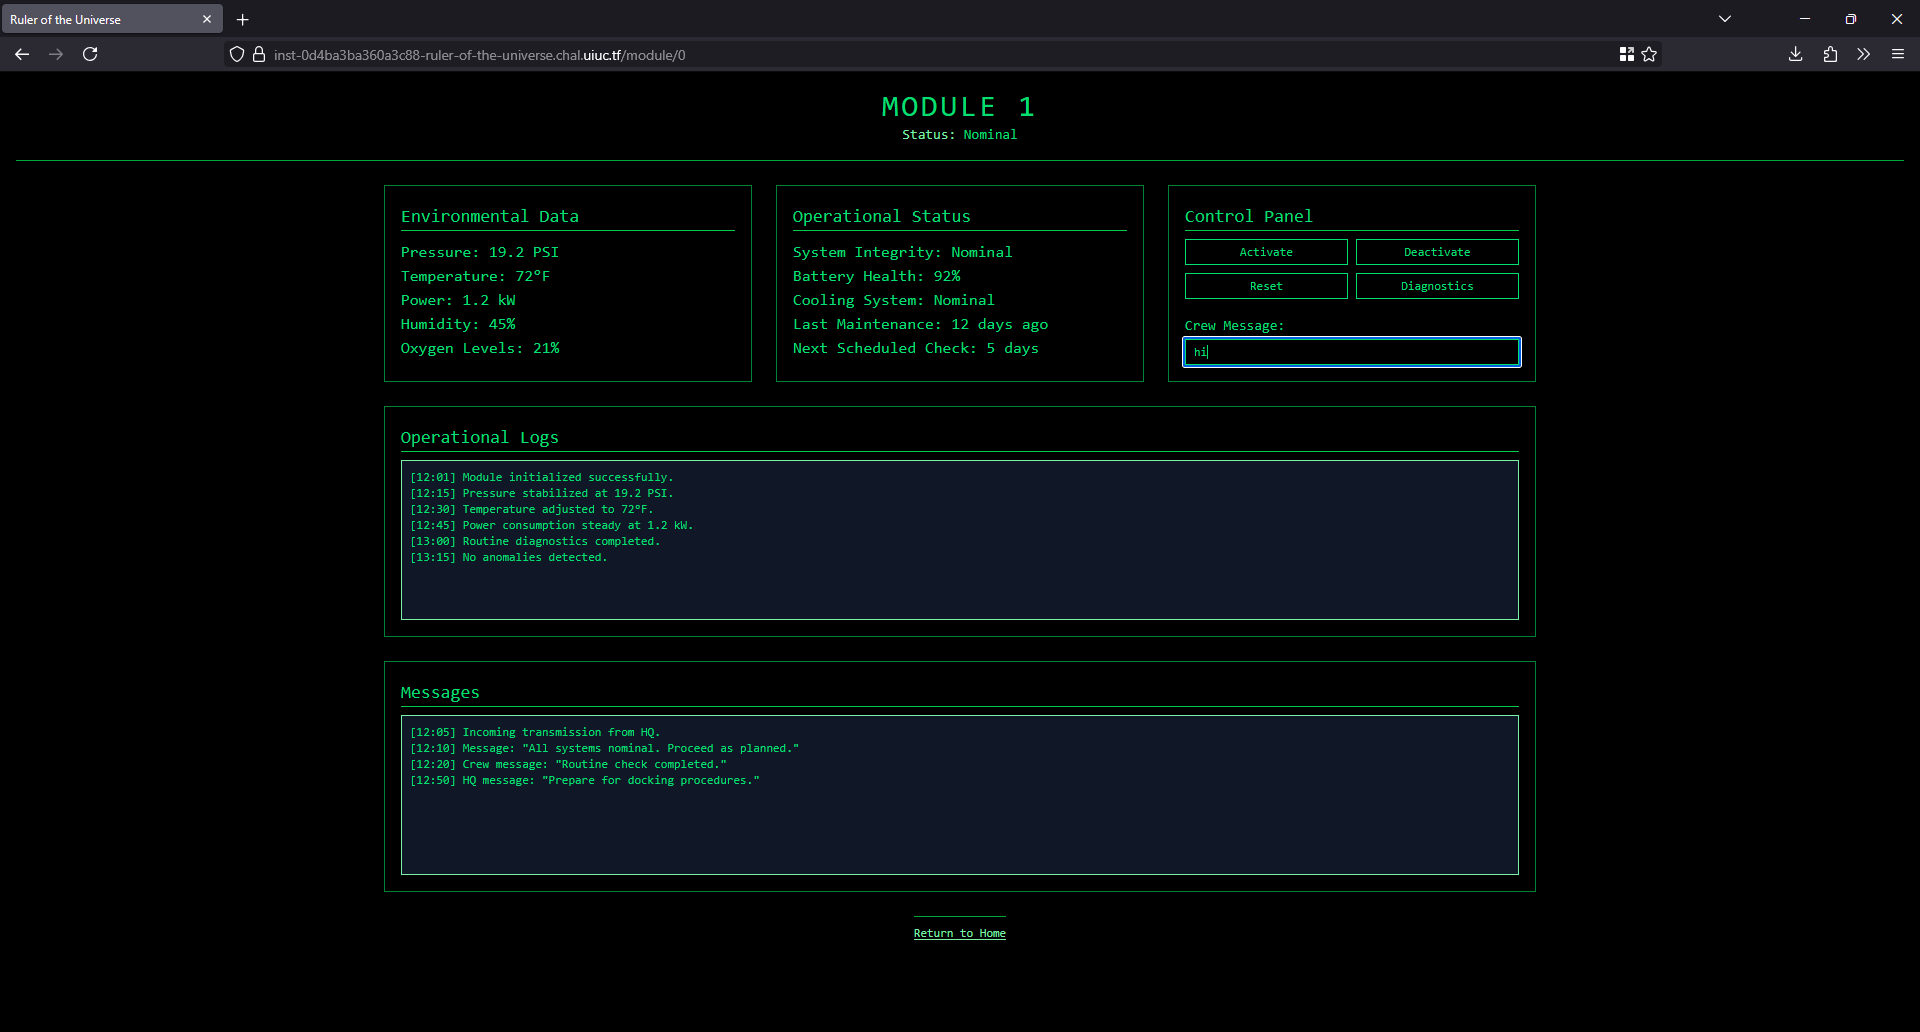 Ruler of the Universe
inst-0d4ba3ba360a3c88-ruler-of-the-universe.chal.uiuc.tf/module/0
MODULE 1
Status: Nominal
Environmental Data
Pressure: 19.2 PSI
Temperature: 72°F
Power: 1.2 kW
Humidity: 45%
Oxygen Levels: 21%
Operational Status
System Integrity: Nominal
Battery Health: 92%
Cooling System: Nominal
Last Maintenance: 12 days ago
Next Scheduled Check: 5 days
Control Panel
Activate
Deactivate
Reset
Diagnostics
Crew Message:
hi
Operational Logs
[12:01] Module initialized successfully.
[12:15] Pressure stabilized at 19.2 PSI.
[12:30] Temperature adjusted to 72°F.
[12:45] Power consumption steady at 1.2 kW.
[13:00] Routine diagnostics completed.
[13:15] No anomalies detected.
Messages
[12:05] Incoming transmission from HQ.
[12:10] Message: "All systems nominal. Proceed as planned."
[12:20] Crew message: "Routine check completed."
[12:50] HQ message: "Prepare for docking procedures."
Return to Home